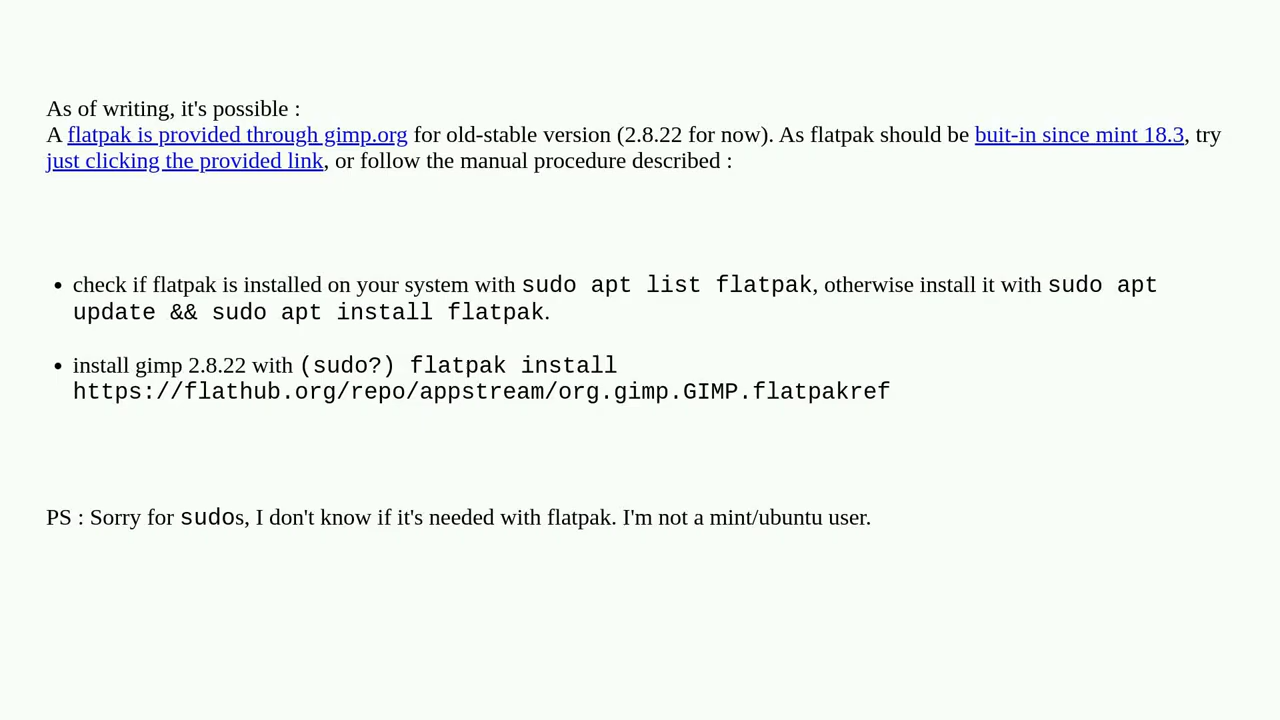 As of writing, it's possible :
A flatpak is provided through gimp.org for old-stable version (2.8.22 for now). As flatpak should be buit-in since mint 18.3, try
just clicking the provided link, or follow the manual procedure described :
• check if flatpak is installed on your system with sudo apt list flatpak, otherwise install it with sudo apt
update && sudo apt install flatpak.
• install gimp 2.8.22 with (sudo?) flatpak install
https://flathub.org/repo/appstream/org.gimp.GIMP.flatpakref
PS : Sorry for sudos, I don't know if it's needed with flatpak. I'm not a mint/ubuntu user.